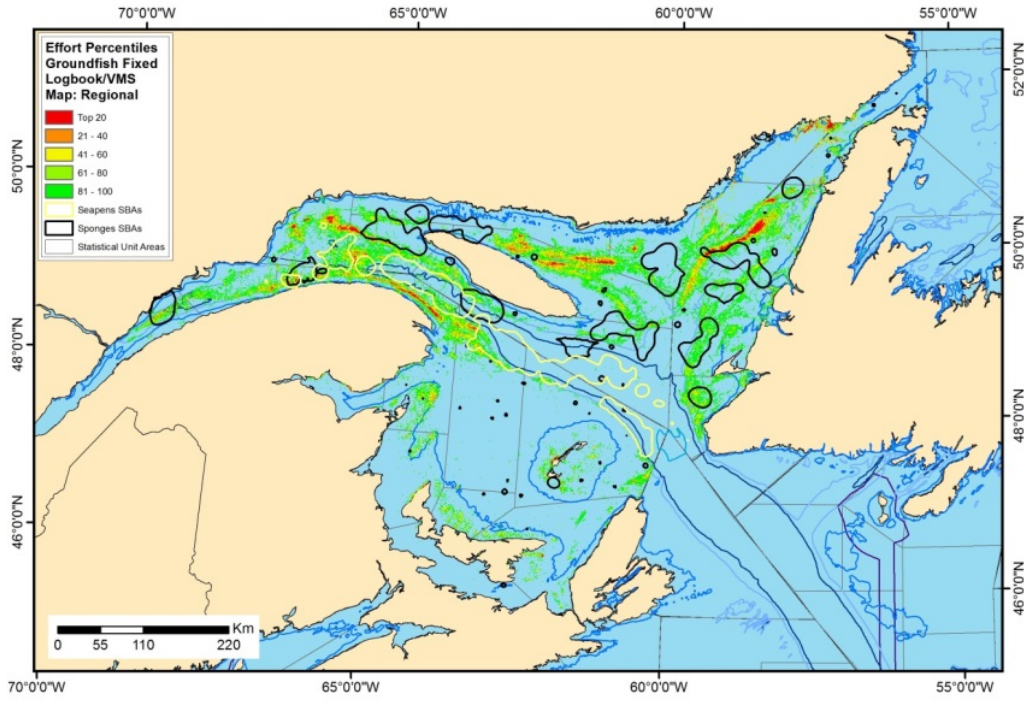 70°0'0"W 65°0'0"W 60°0'0"W 55°0'0"W
52°0'0"N
50°0'0"N
50°0'0"N
48°0'0"N
48°0'0"N
46°0'0"N
46°0'0"N
Effort Percentiles
Groundfish Fixed
Logbook/VMS
Map: Regional
Top 20
21 - 40
41 - 60
61 - 80
81 - 100
Seapens SBAs
Sponges SBAs
Statistical Unit Areas
Km
0 55 110 220
70°0'0"W 65°0'0"W 60°0'0"W 55°0'0"W